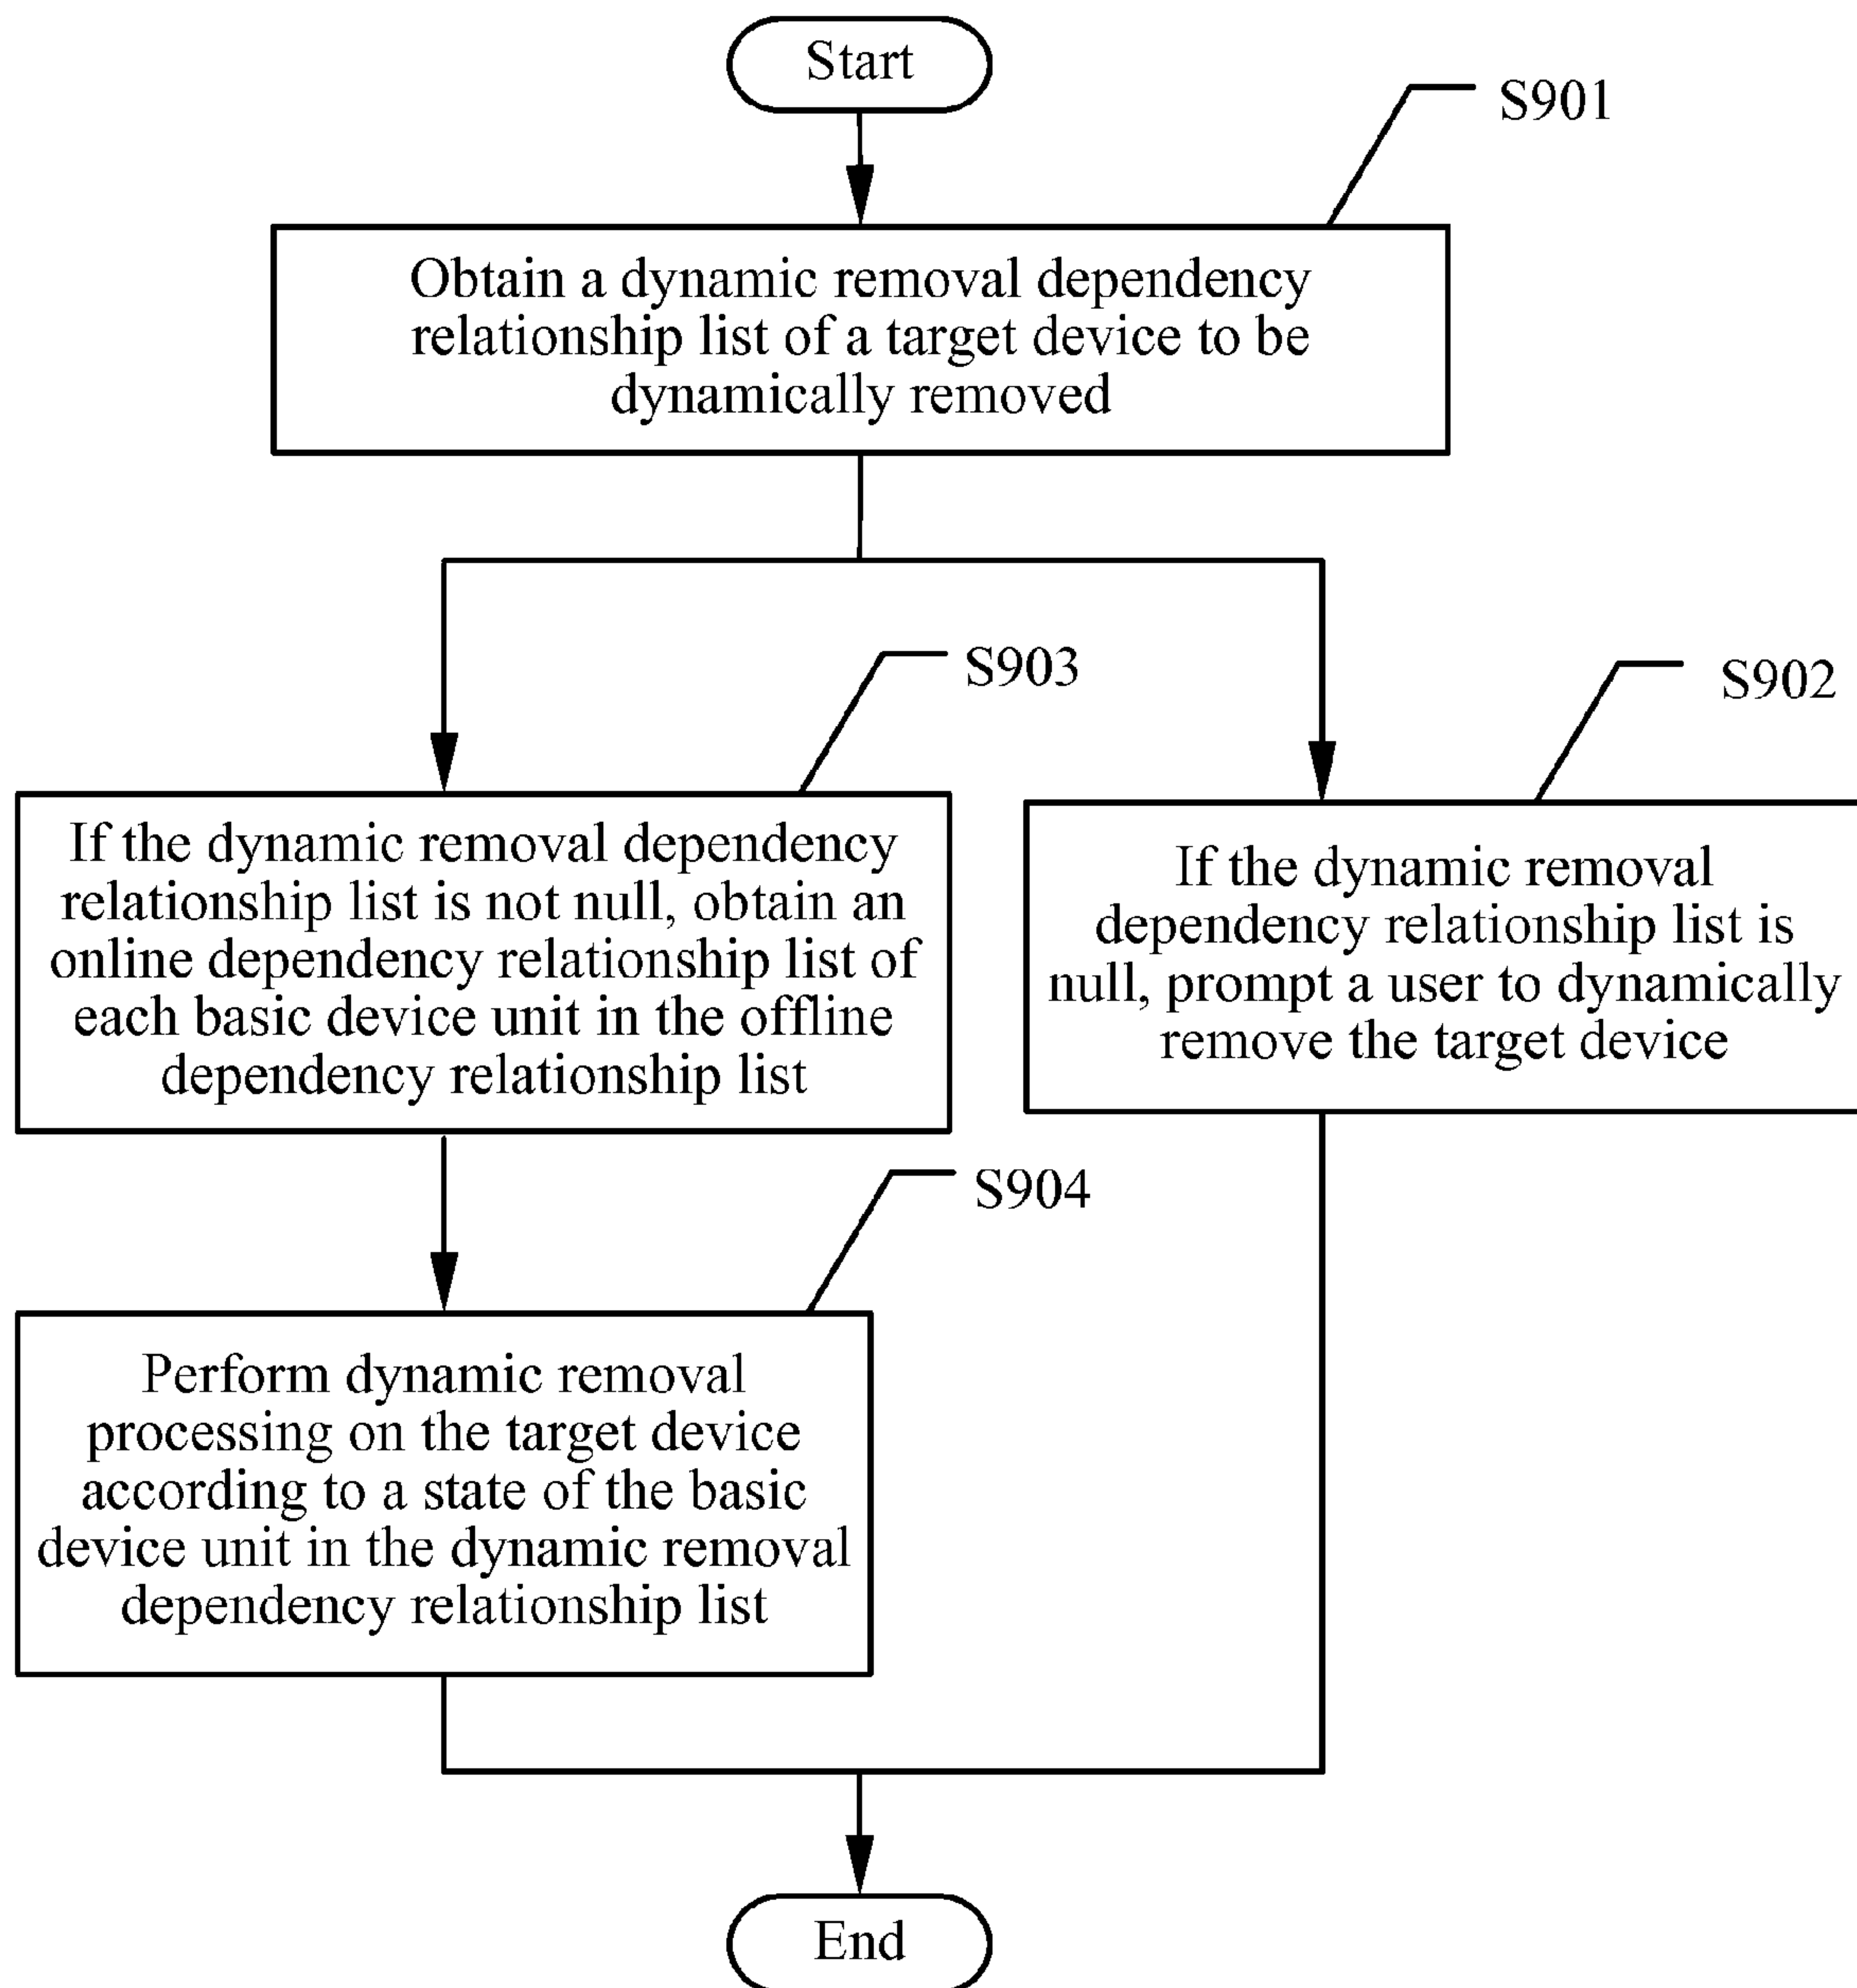 Start
S901
Obtain a dynamic removal dependency
relationship list of a target device to be
dynamically removed
S903
If the dynamic removal dependency
relationship list is not null, obtain an
online dependency relationship list of
each basic device unit in the offline
dependency relationship list
S902
If the dynamic removal
dependency relationship list is
null, prompt a user to dynamically
remove the target device
S904
Perform dynamic removal
processing on the target device
according to a state of the basic
device unit in the dynamic removal
dependency relationship list
End